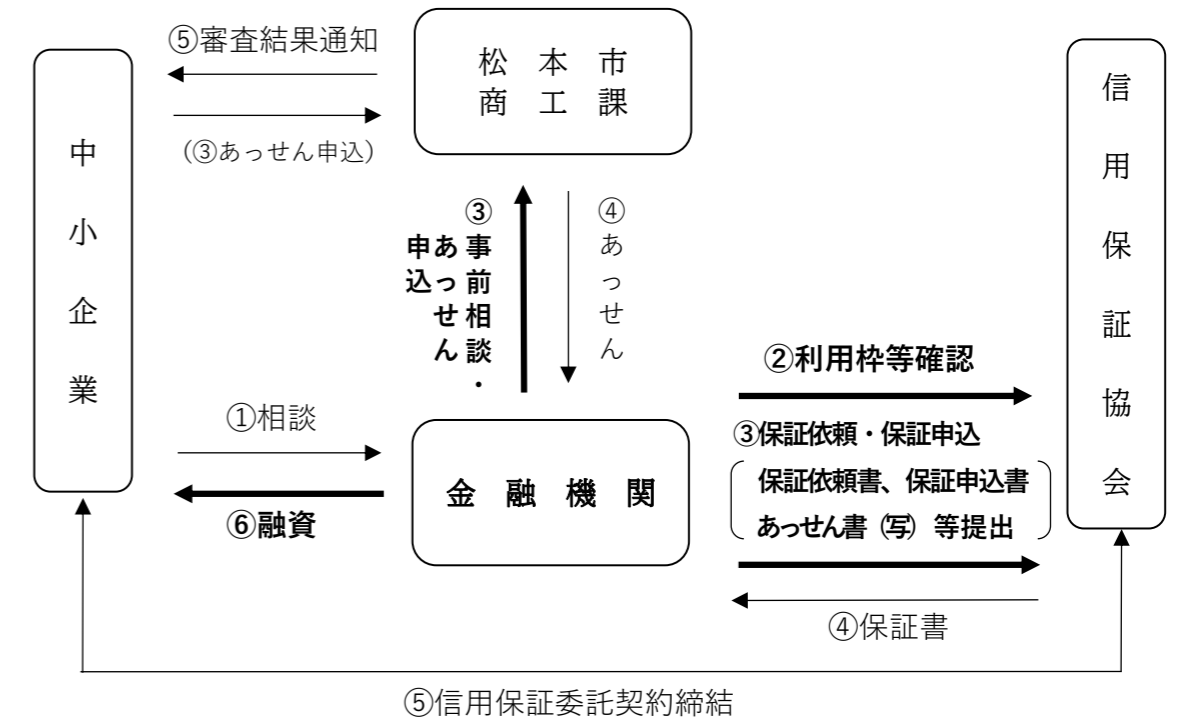 ⑤審査結果通知
松本市
商工課
(③あっせん申込)
中小企業
信用保証協会
③事前相談・
あっせん
申込
④あっせん
②利用枠等確認
①相談
③保証依頼・保証申込
保証依頼書、保証申込書
あっせん書(写)等提出
金融機関
⑥融資
④保証書
⑤信用保証委託契約締結